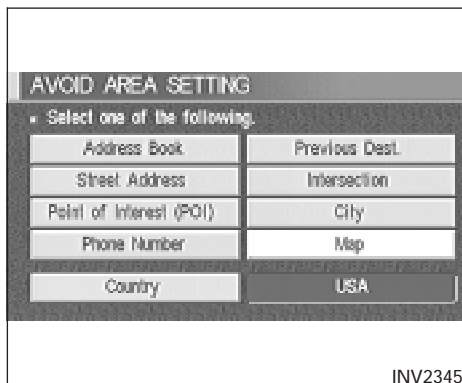 AVOID AREA SETTING
Select one of the following.
Address Book Previous Dest.
Street Address Intersection
Point of Interest (POI) City
Phone Number Map
Country USA
INV2345